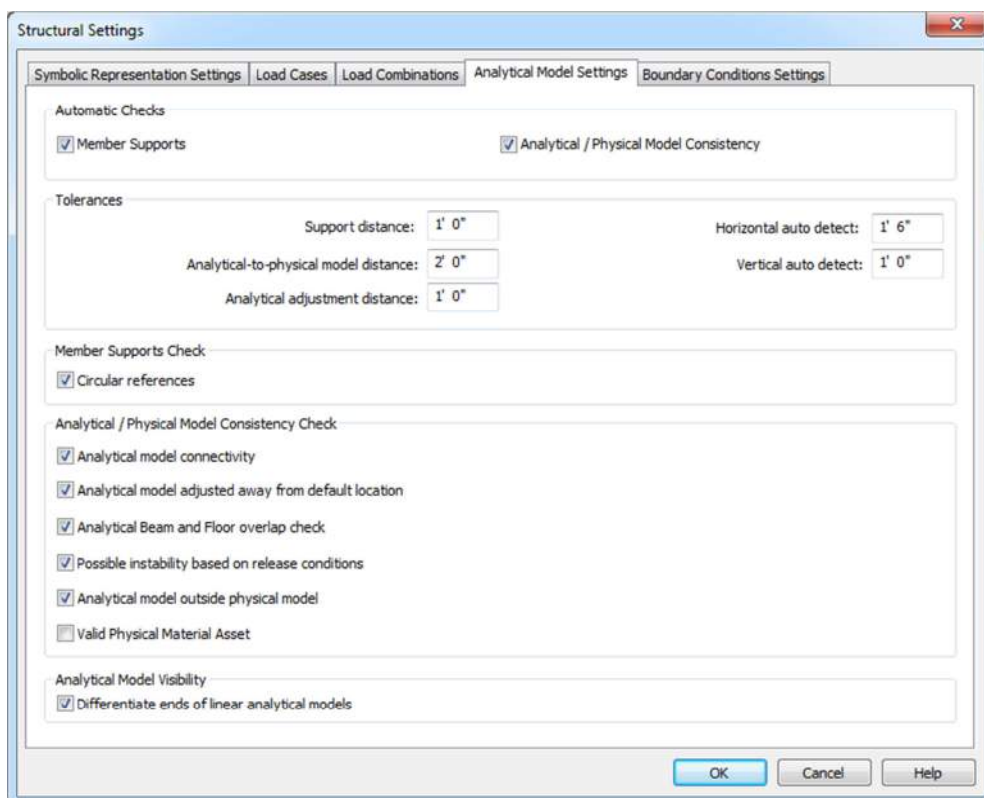 Structural Settings
Symbolic Representation Settings Load Cases Load Combinations Analytical Model Settings Boundary Conditions Settings
Automatic Checks
Member Supports Analytical / Physical Model Consistency
Tolerances
Support distance: 1' 0" Horizontal auto detect: 1' 6"
Analytical-to-physical model distance: 2' 0" Vertical auto detect: 1' 0"
Analytical adjustment distance: 1' 0"
Member Supports Check
Circular references
Analytical / Physical Model Consistency Check
Analytical model connectivity
Analytical model adjusted away from default location
Analytical Beam and Floor overlap check
Possible instability based on release conditions
Analytical model outside physical model
Valid Physical Material Asset
Analytical Model Visibility
Differentiate ends of linear analytical models
OK Cancel Help